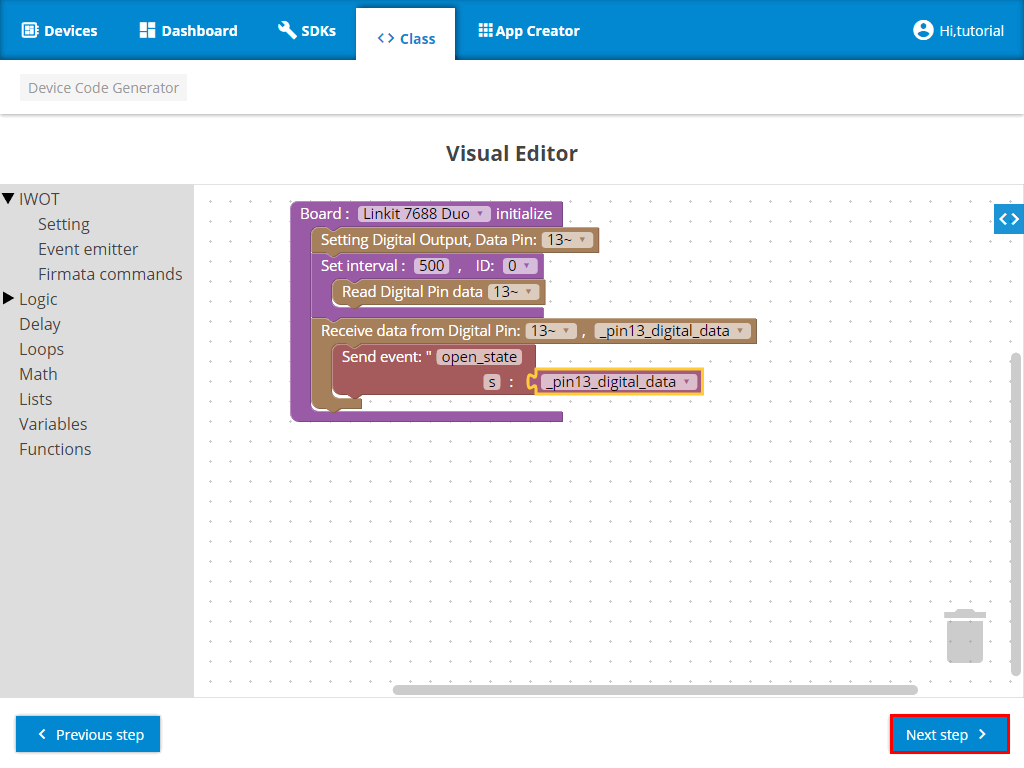 Devices Dashboard SDKs <> Class App Creator Hi,tutorial
Device Code Generator
Visual Editor
IWOT
Setting
Event emitter
Firmata commands
Logic
Delay
Loops
Math
Lists
Variables
Functions
Board : Linkit 7688 Duo initialize
Setting Digital Output, Data Pin: 13~
Set interval : 500 , ID: 0
Read Digital Pin data 13~
Receive data from Digital Pin: 13~ , _pin13_digital_data
Send event: " open_state
s : _pin13_digital_data
<>
Previous step
Next step